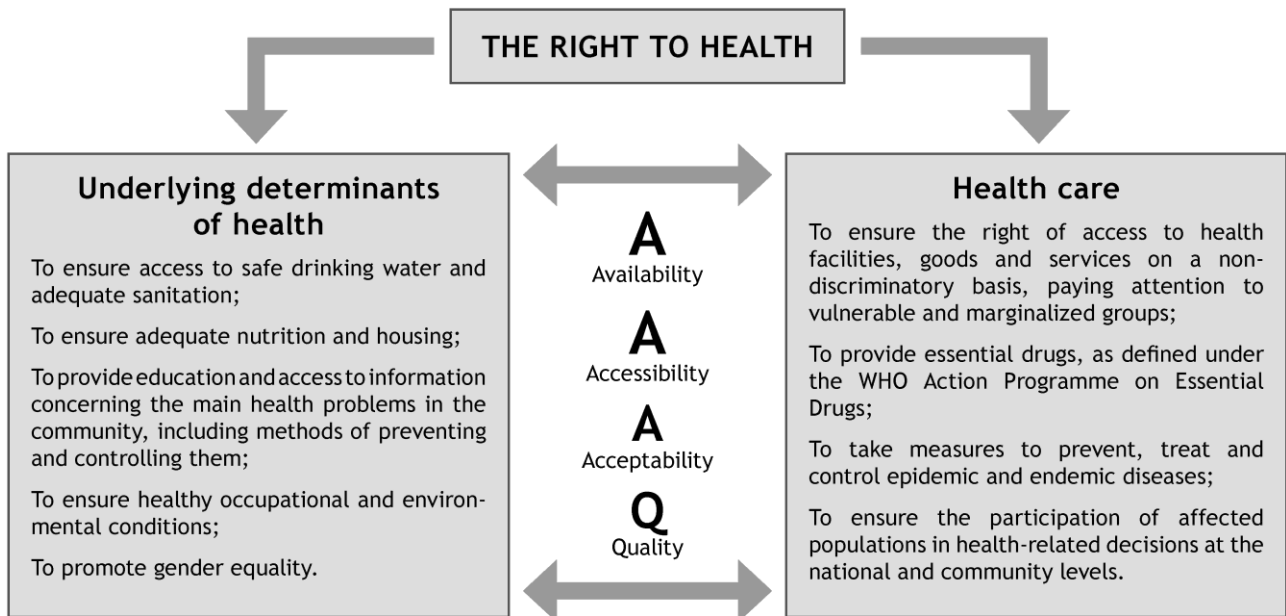 THE RIGHT TO HEALTH
Underlying determinants
of health
To ensure access to safe drinking water and
adequate sanitation;
To ensure adequate nutrition and housing;
To provide education and access to information
concerning the main health problems in the
community, including methods of preventing
and controlling them;
To ensure healthy occupational and environ-
mental conditions;
To promote gender equality.
A
Availability
A
Accessibility
A
Acceptability
Q
Quality
Health care
To ensure the right of access to health
facilities, goods and services on a non-
discriminatory basis, paying attention to
vulnerable and marginalized groups;
To provide essential drugs, as defined under
the WHO Action Programme on Essential
Drugs;
To take measures to prevent, treat and
control epidemic and endemic diseases;
To ensure the participation of affected
populations in health-related decisions at the
national and community levels.